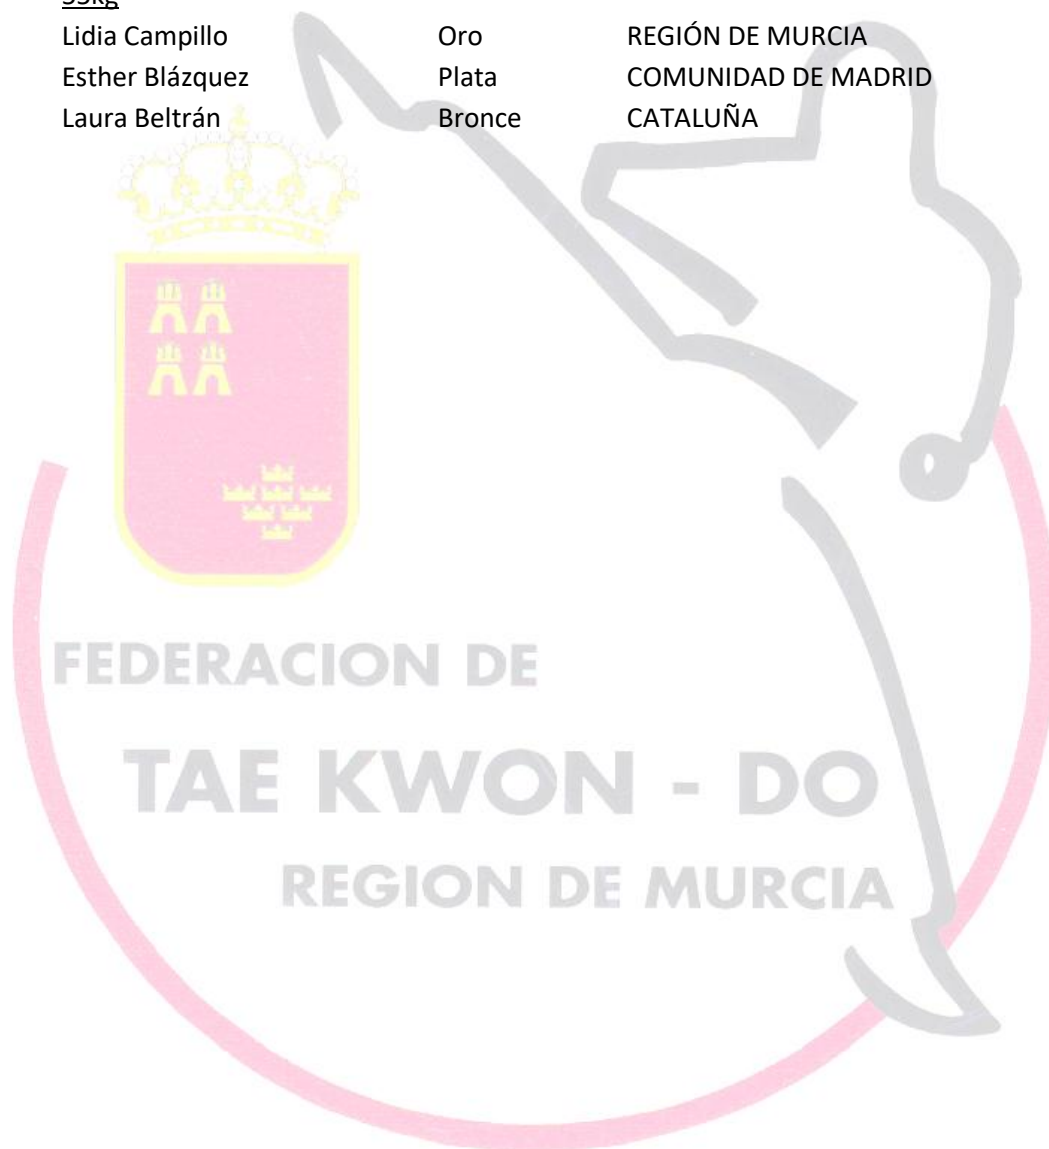 Lidia Campillo Oro REGIÓN DE MURCIA
Esther Blázquez Plata COMUNIDAD DE MADRID
Laura Beltrán Bronce CATALUÑA
FEDERACION DE
TAE KWON - DO
REGION DE MURCIA